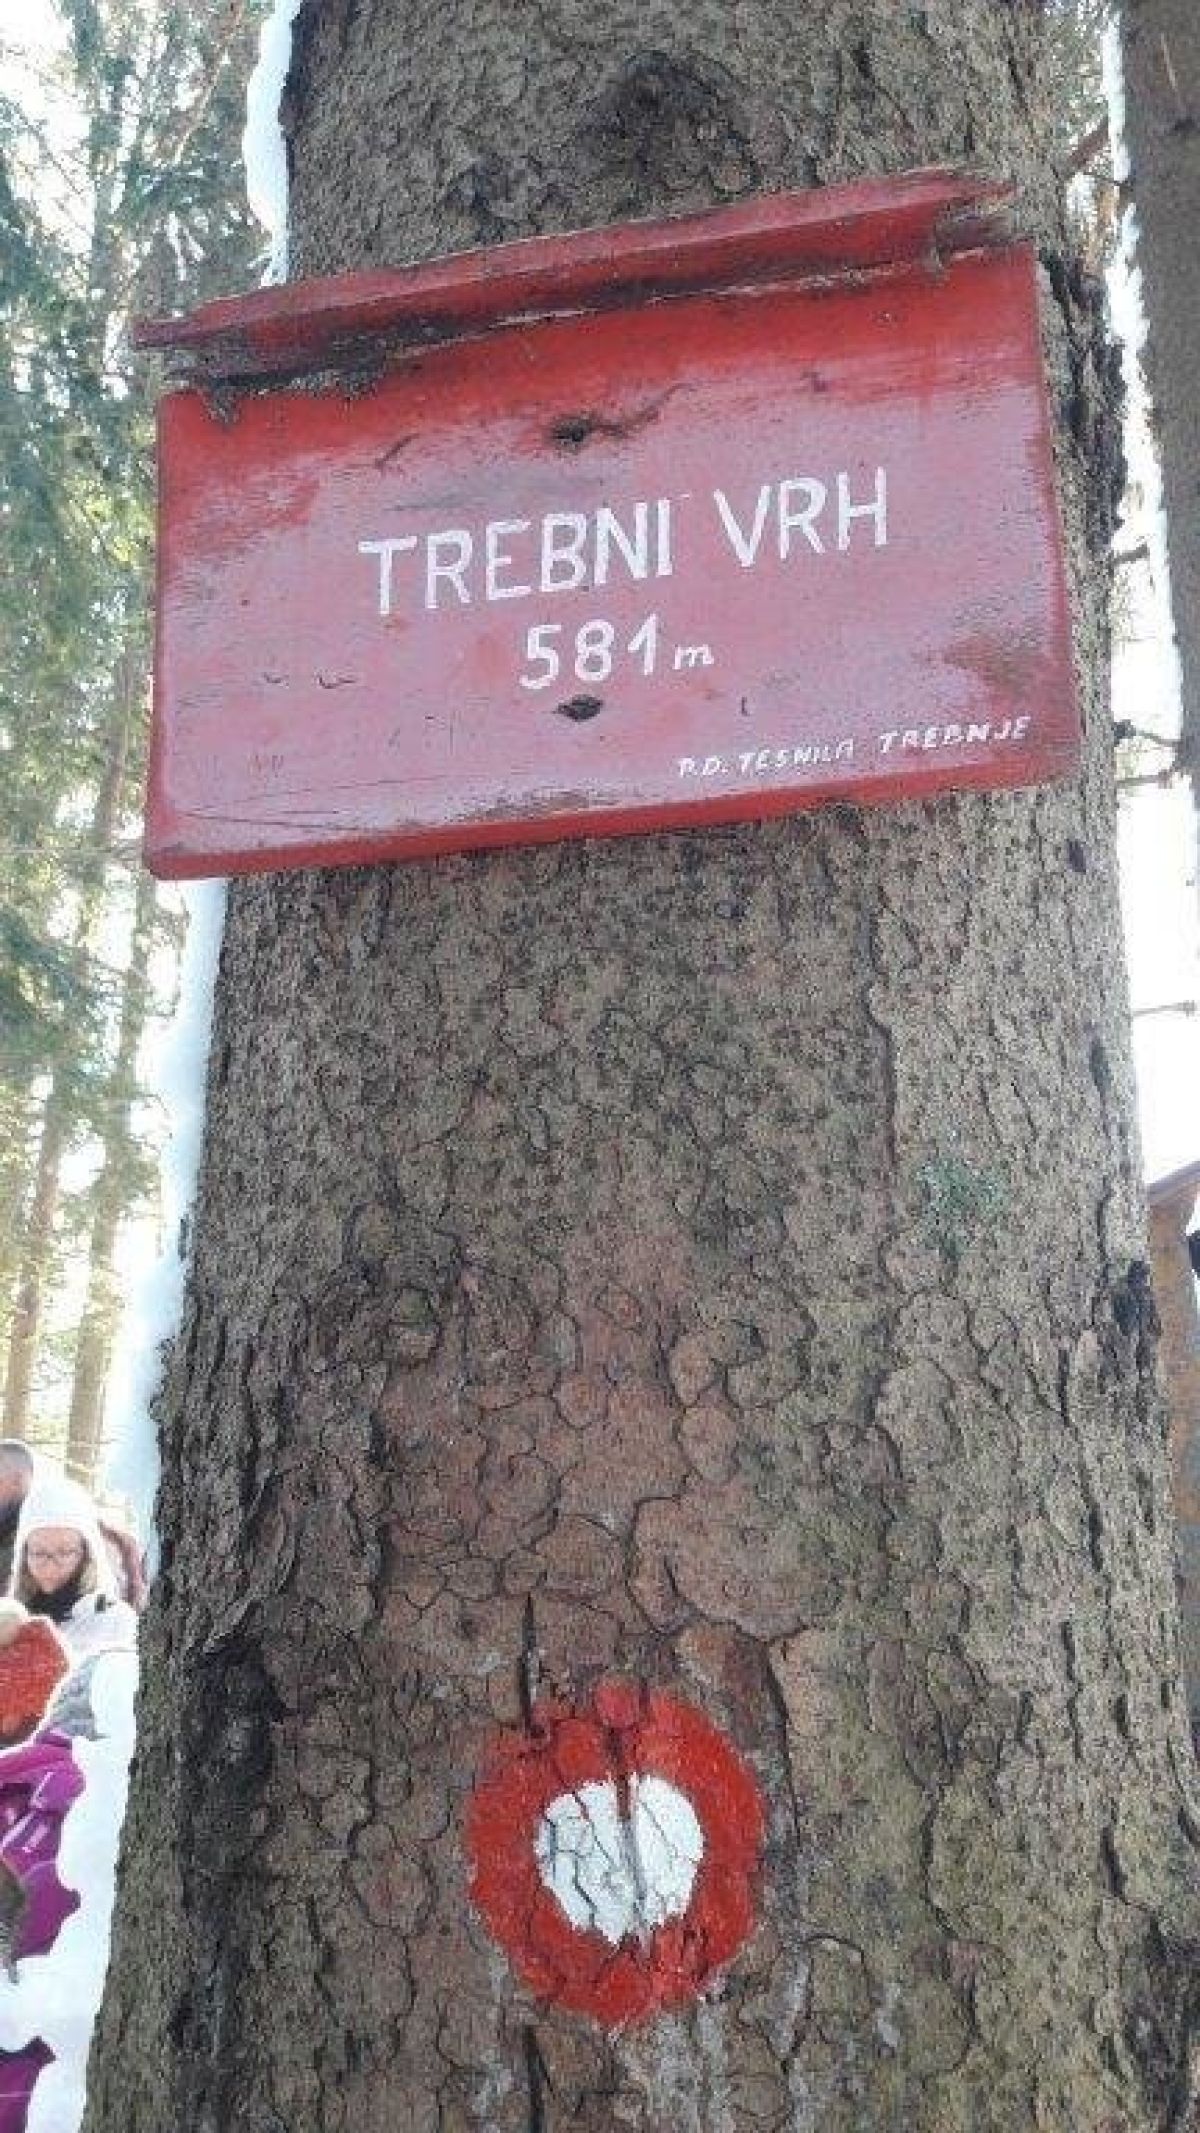 TREBNI VRH
581m
P.D. TESNILA TREBNJE